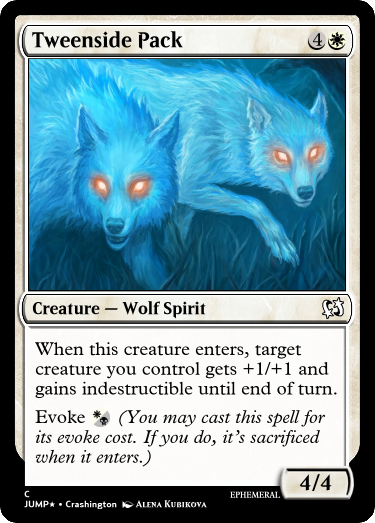 Tweenside Pack 4
Creature — Wolf Spirit
When this creature enters, target
creature you control gets +1/+1 and
gains indestructible until end of turn.
Evoke (You may cast this spell for
its evoke cost. If you do, it's sacrificed
when it enters.)
4/4
C
JUMP★ • Crashington Alena Kubikova
EPHEMERAL